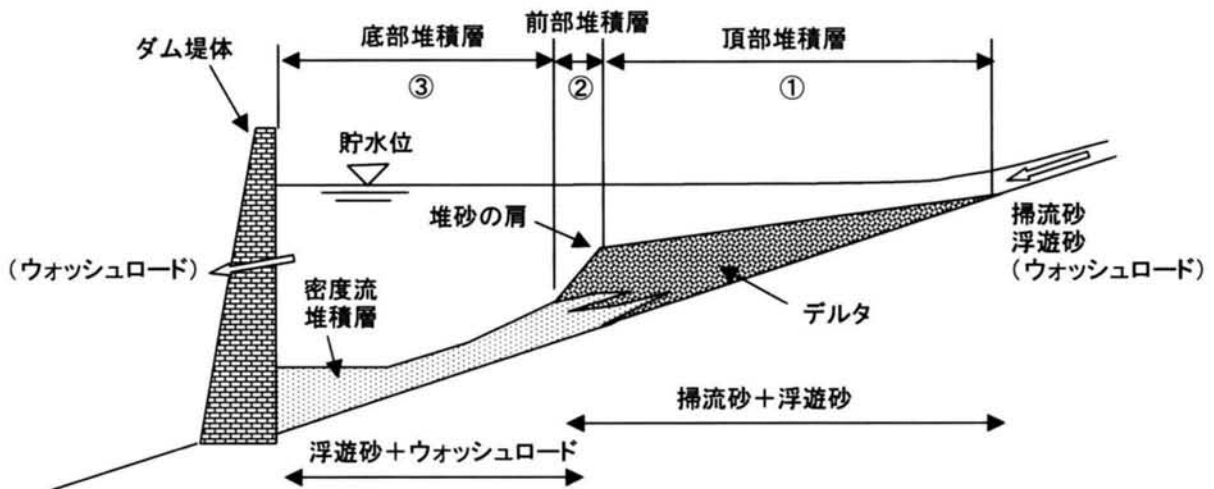 前部堆積層
底部堆積層
頂部堆積層
ダム堤体
③
②
①
貯水位
堆砂の肩
掃流砂
浮遊砂
(ウォッシュロード)
(ウォッシュロード)
密度流
堆積層
デルタ
掃流砂+浮遊砂
浮遊砂+ウォッシュロード